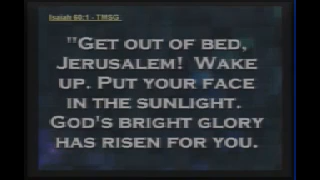 Isaiah 60:1 - TMSG
"Get out of bed,
Jerusalem! Wake
up. Put your face
in the sunlight.
God's bright glory
has risen for you.